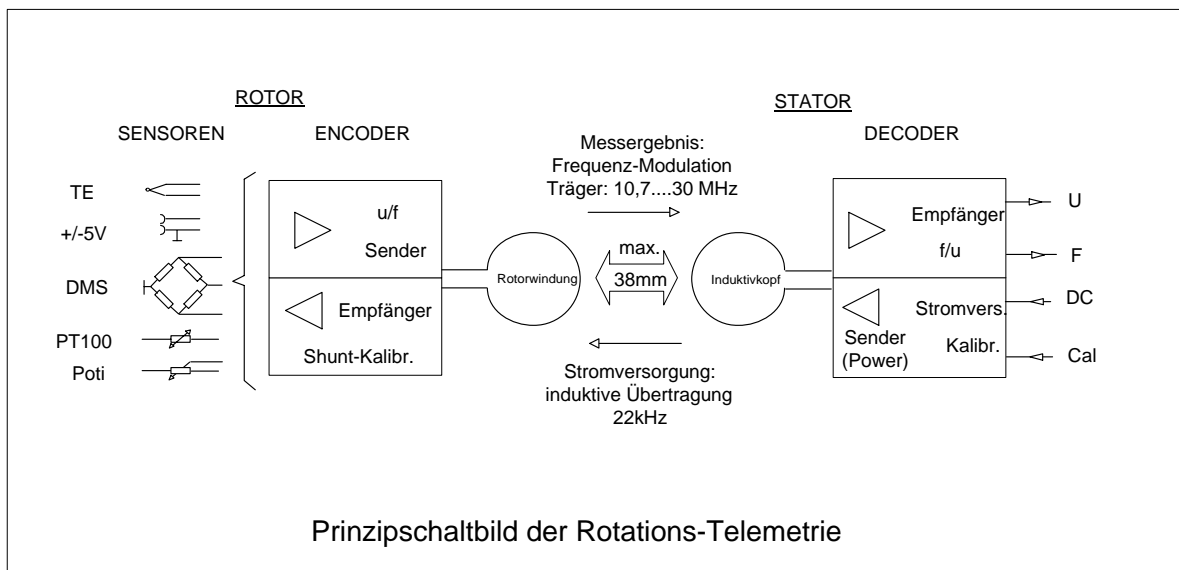 ROTOR
STATOR
SENSOREN
ENCODER
DECODER
Messergebnis:
Frequenz-Modulation
Träger: 10,7....30 MHz
TE
+/-5V
DMS
PT100
Poti
u/f
Sender
Empfänger
Shunt-Kalibr.
Rotorwindung
max.
38mm
Induktivkopf
Empfänger
f/u
Stromvers.
Sender
(Power)
Kalibr.
U
F
DC
Cal
Stromversorgung:
induktive Übertragung
22kHz
Prinzipschaltbild der Rotations-Telemetrie